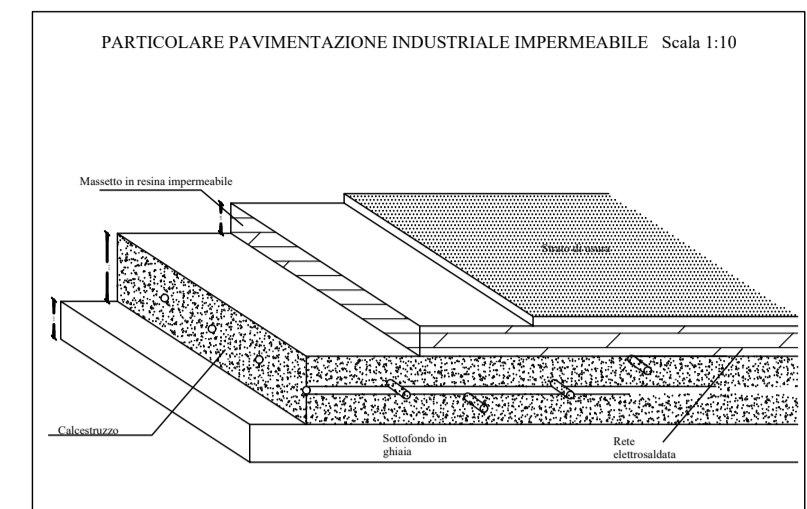 PARTICOLARE PAVIMENTAZIONE INDUSTRIALE IMPERMEABILE Scala 1:10
Massetto in resina impermeabile
Strato di usura
Calcestruzzo
Sottofondo in
ghiaia
Rete
elettrosaldata